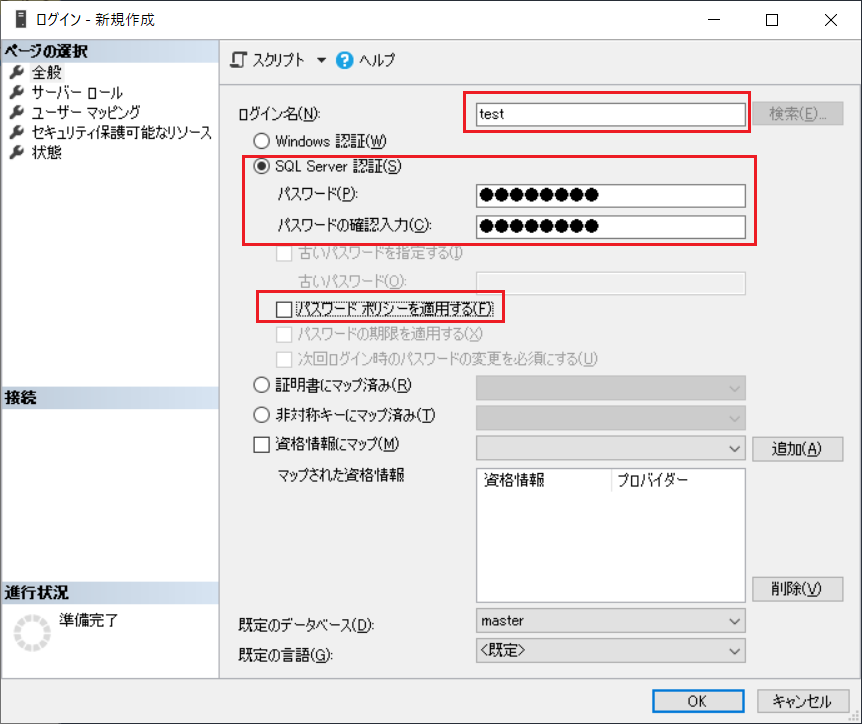 ログイン - 新規作成
ページの選択
全般
サーバー ロール
ユーザー マッピング
セキュリティ保護可能なリソース
状態
接続
進行状況
準備完了
スクリプト ヘルプ
ログイン名(N): test 検索(E)...
Windows 認証(W)
SQL Server 認証(S)
パスワード(P): ●●●●●●●●
パスワードの確認入力(C): ●●●●●●●●
古いパスワードを指定する(I)
古いパスワード(O):
パスワード ポリシーを適用する(F)
パスワードの期限を適用する(X)
次回ログイン時のパスワードの変更を必須にする(U)
証明書にマップ済み(R)
非対称キーにマップ済み(T)
資格情報にマップ(M) 追加(A)
マップされた資格情報 資格情報 プロバイダー
削除(V)
既定のデータベース(D): master
既定の言語(G): <既定>
OK キャンセル